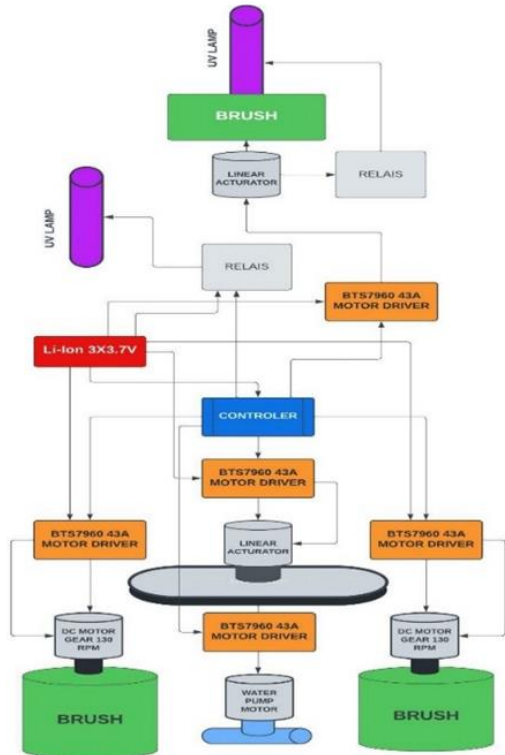 UV LAMP
BRUSH
LINEAR
ACTURATOR
RELAIS
UV LAMP
RELAIS
BTS7960 43A
MOTOR DRIVER
Li-Ion 3X3.7V
CONTROLER
BTS7960 43A
MOTOR DRIVER
BTS7960 43A
MOTOR DRIVER
LINEAR
ACTURATOR
BTS7960 43A
MOTOR DRIVER
DC MOTOR
GEAR 130
RPM
BTS7960 43A
MOTOR DRIVER
DC MOTOR
GEAR 130
RPM
BRUSH
WATER
PUMP
MOTOR
BRUSH